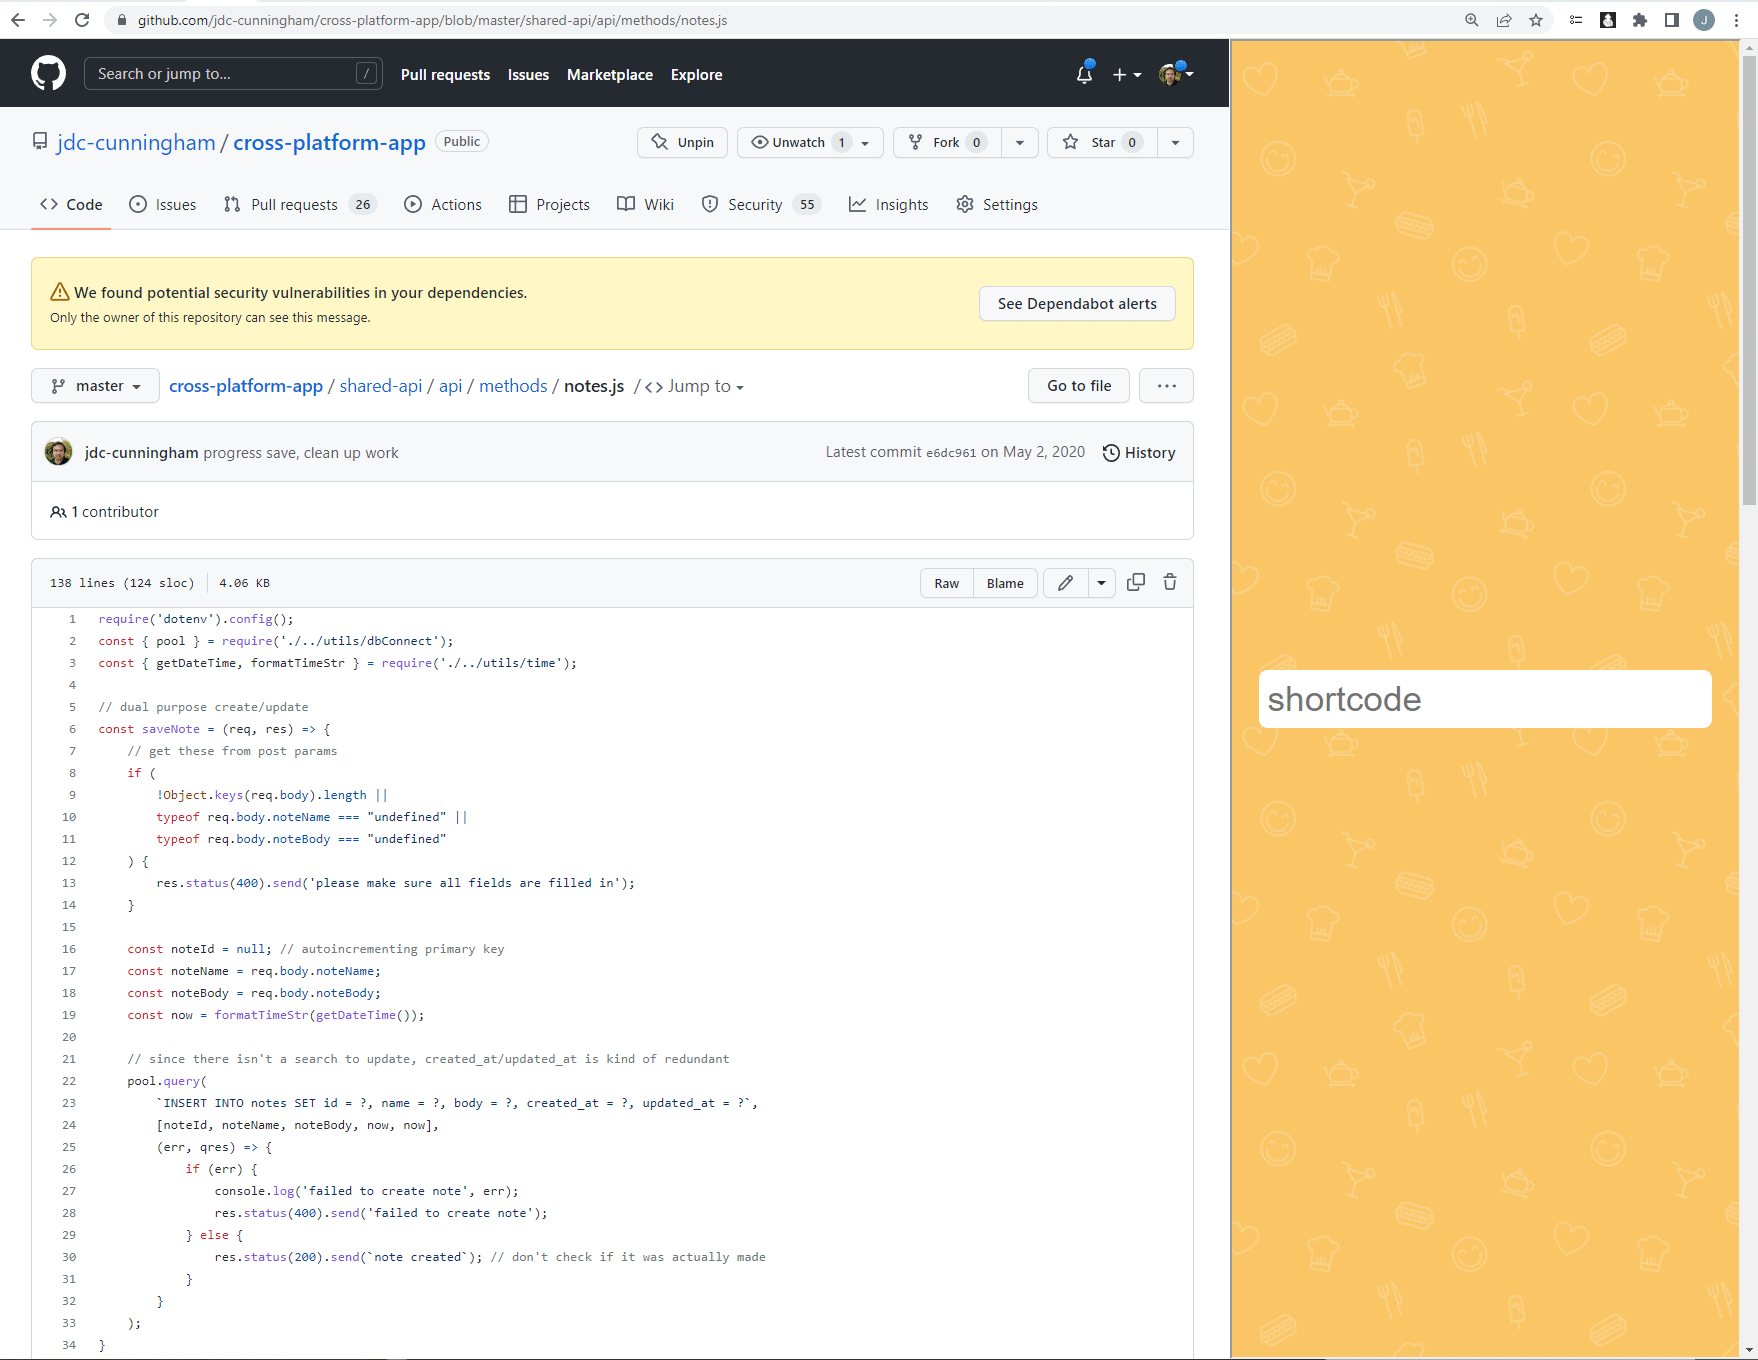 github.com/jdc-cunningham/cross-platform-app/blob/master/shared-api/api/methods/notes.js
J
Search or jump to... /
Pull requests Issues Marketplace Explore
jdc-cunningham / cross-platform-app Public
Unpin Unwatch 1 Fork 0 Star 0
Code Issues Pull requests 26 Actions Projects Wiki Security 55 Insights Settings
We found potential security vulnerabilities in your dependencies.
Only the owner of this repository can see this message.
See Dependabot alerts
master cross-platform-app / shared-api / api / methods / notes.js / <> Jump to
Go to file ...
jdc-cunningham progress save, clean up work
Latest commit e6dc961 on May 2, 2020 History
1 contributor
138 lines (124 sloc) 4.06 KB
Raw Blame
1 require('dotenv').config();
2 const { pool } = require('./../utils/dbConnect');
3 const { getDateTime, formatTimeStr } = require('./../utils/time');
4
5 // dual purpose create/update
6 const saveNote = (req, res) => {
7 // get these from post params
8 if (
9 !Object.keys(req.body).length ||
10 typeof req.body.noteName === "undefined" ||
11 typeof req.body.noteBody === "undefined"
12 ) {
13 res.status(400).send('please make sure all fields are filled in');
14 }
15
16 const noteId = null; // autoincrementing primary key
17 const noteName = req.body.noteName;
18 const noteBody = req.body.noteBody;
19 const now = formatTimeStr(getDateTime());
20
21 // since there isn't a search to update, created_at/updated_at is kind of redundant
22 pool.query(
23 `INSERT INTO notes SET id = ?, name = ?, body = ?, created_at = ?, updated_at = ?`,
24 [noteId, noteName, noteBody, now, now],
25 (err, qres) => {
26 if (err) {
27 console.log('failed to create note', err);
28 res.status(400).send('failed to create note');
29 } else {
30 res.status(200).send(`note created`); // don't check if it was actually made
31 }
32 }
33 );
34 }
shortcode